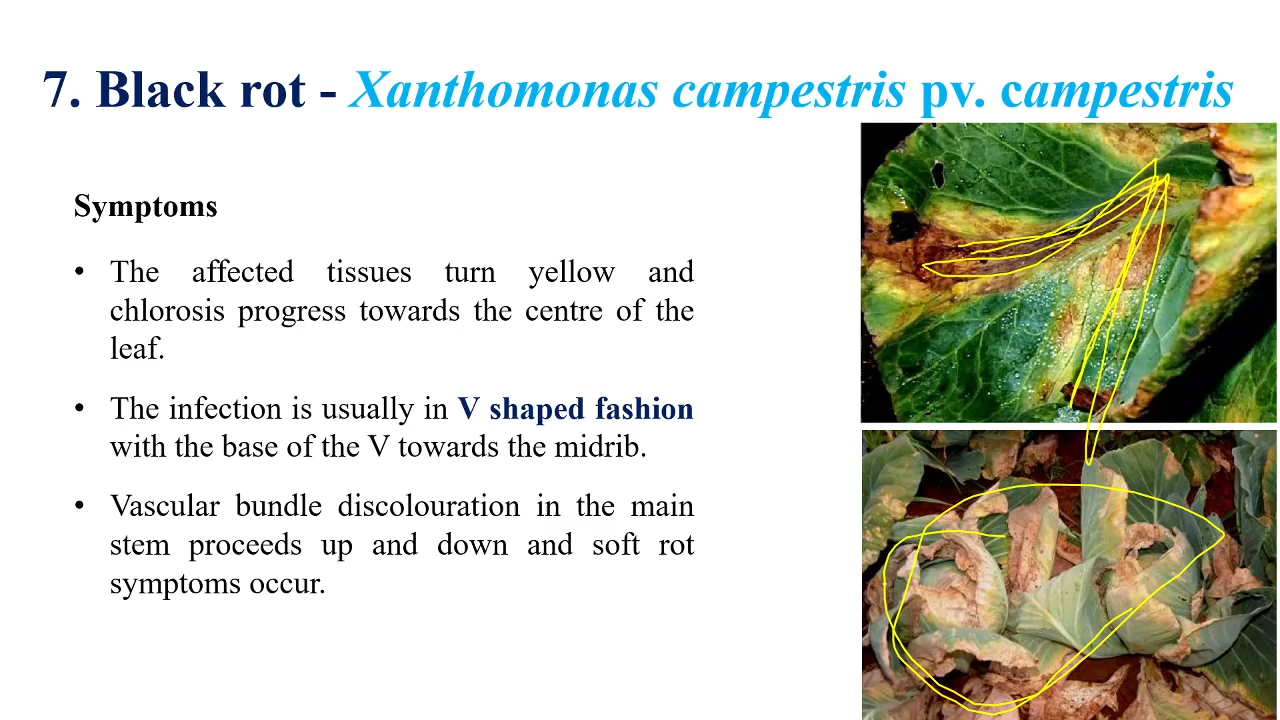 7. Black rot - Xanthomonas campestris pv. campestris
Symptoms
• The affected tissues turn yellow and
chlorosis progress towards the centre of the
leaf.
• The infection is usually in V shaped fashion
with the base of the V towards the midrib.
• Vascular bundle discolouration in the main
stem proceeds up and down and soft rot
symptoms occur.